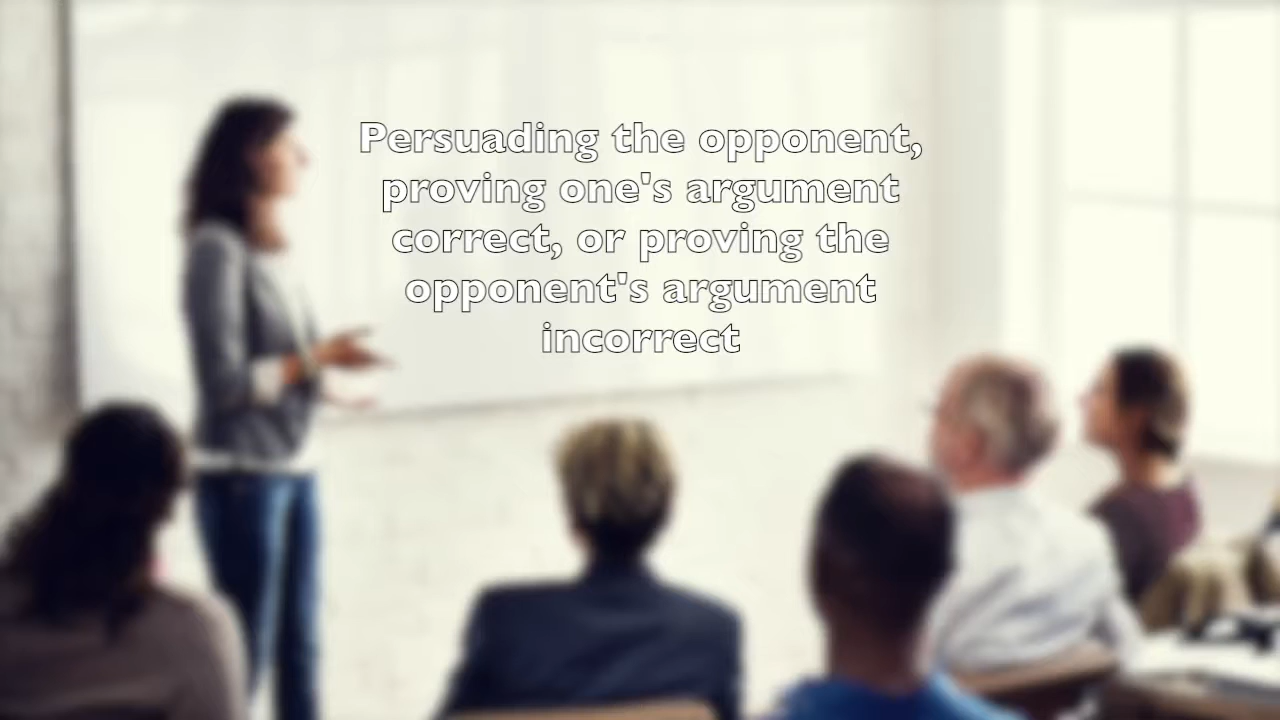 Persuading the opponent,
proving one's argument
correct, or proving the
opponent's argument
incorrect